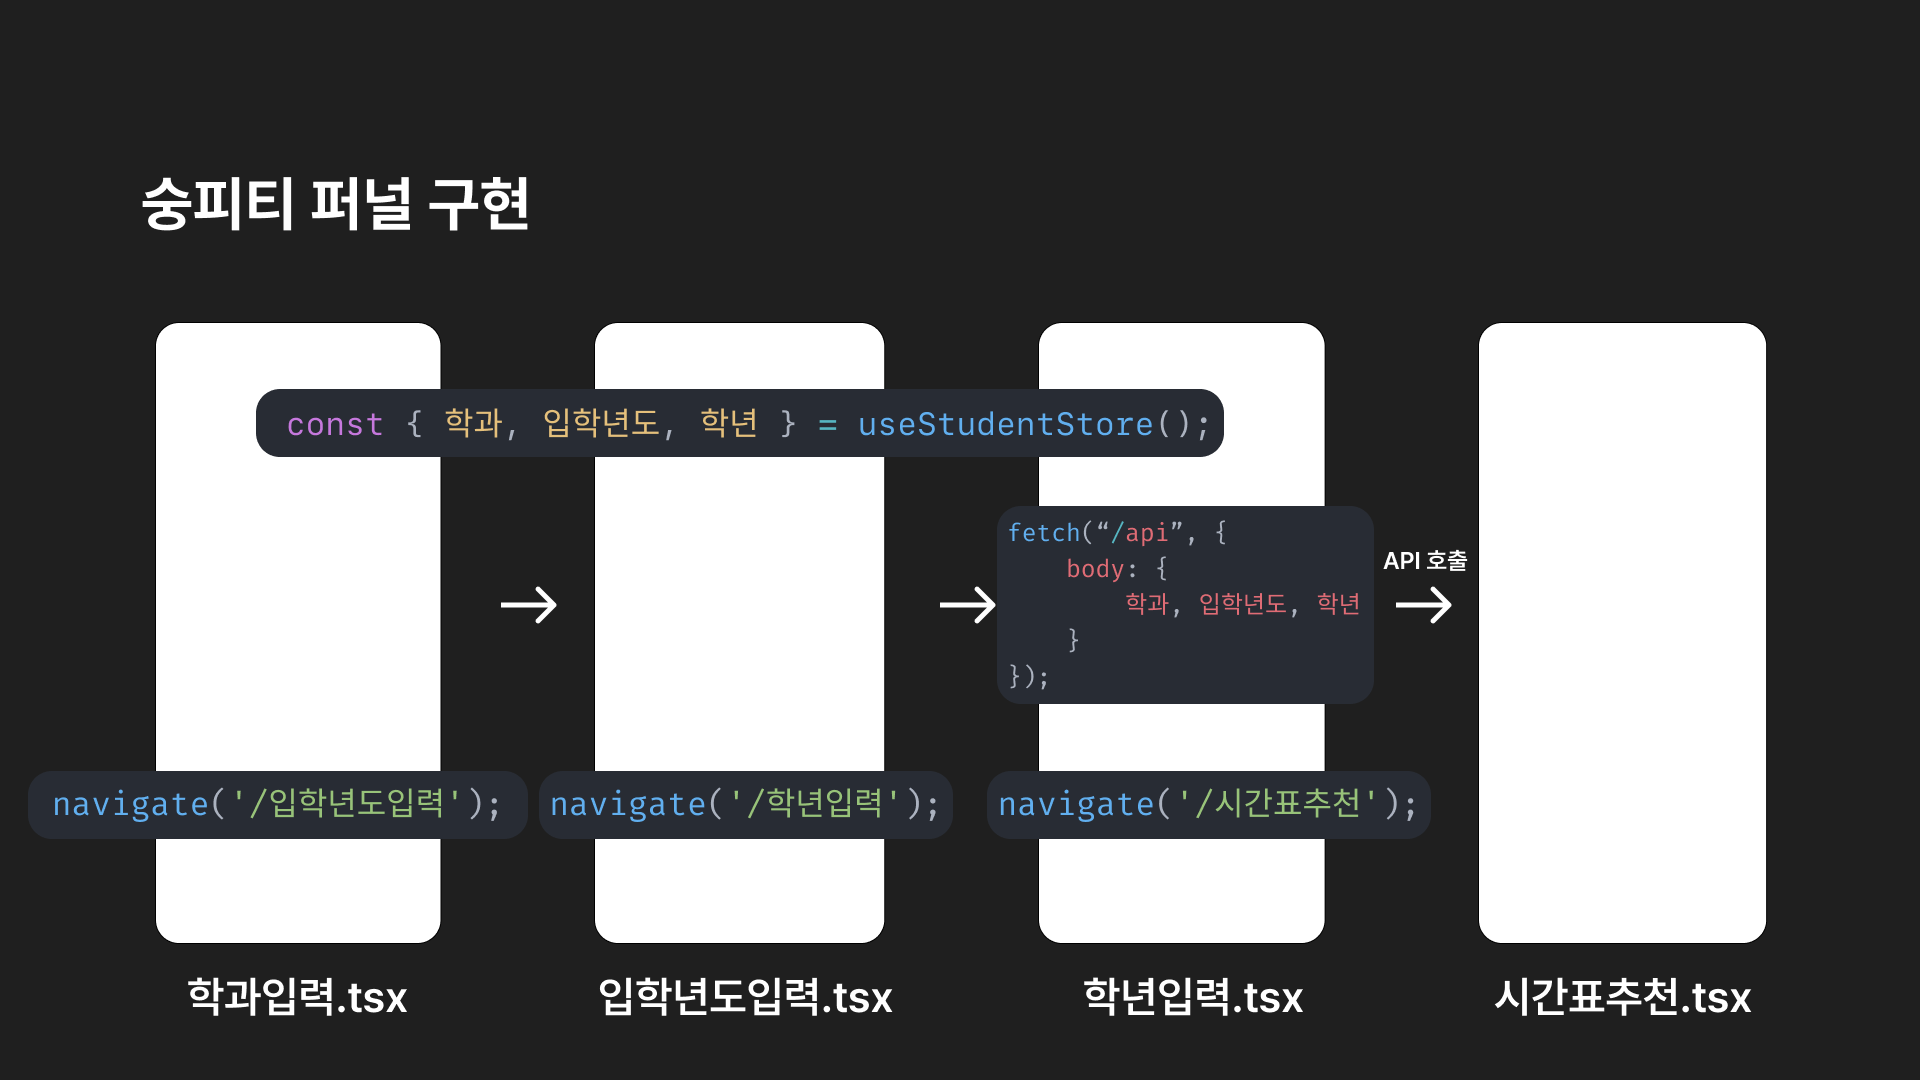 숭피티 퍼널 구현
const { 학과, 입학년도, 학년 } = useStudentStore();
fetch(“/api”, {
body: {
학과, 입학년도, 학년
}
});
API 호출
navigate('/입학년도입력');
navigate('/학년입력');
navigate('/시간표추천');
학과입력.tsx
입학년도입력.tsx
학년입력.tsx
시간표추천.tsx